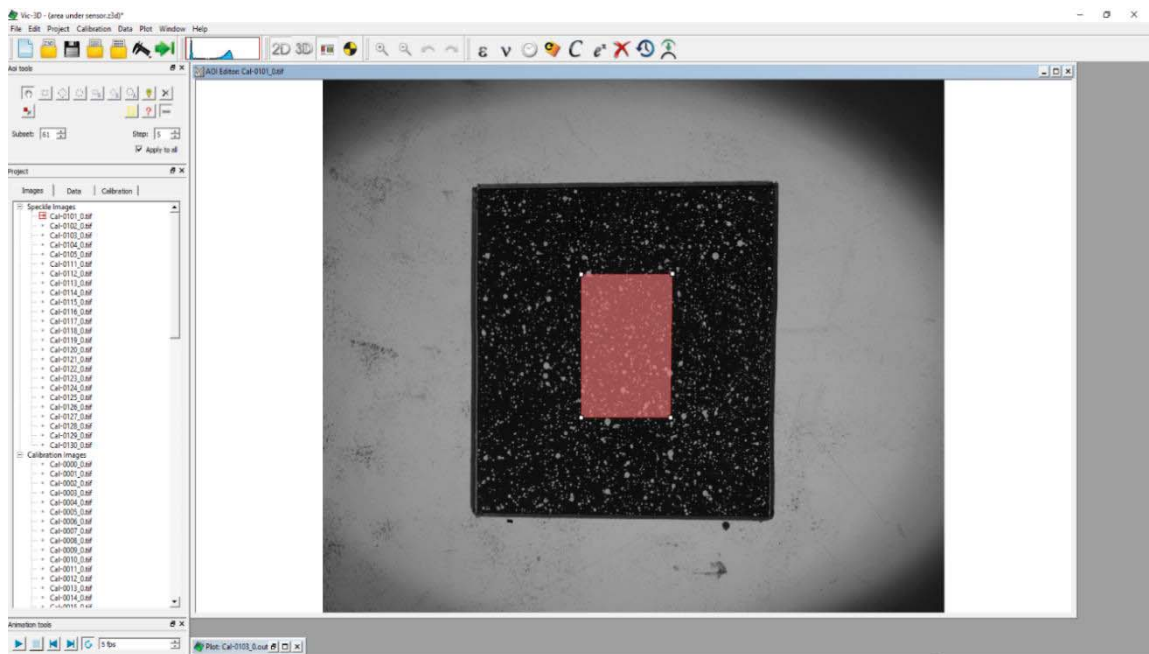 Vic-3D - (area under sensor.z3d)*
File Edit Project Calibration Data Plot Window Help
2D 3D ε ν C eˣ
Aoi tools
AOI Editor: Cal-0101_0.tif
Subset: 61 Step: 5
Apply to all
Project
Images Data Calibration
Speckle Images
Cal-0101_0.tif
Cal-0102_0.tif
Cal-0103_0.tif
Cal-0104_0.tif
Cal-0105_0.tif
Cal-0111_0.tif
Cal-0112_0.tif
Cal-0113_0.tif
Cal-0114_0.tif
Cal-0115_0.tif
Cal-0116_0.tif
Cal-0117_0.tif
Cal-0118_0.tif
Cal-0119_0.tif
Cal-0120_0.tif
Cal-0121_0.tif
Cal-0122_0.tif
Cal-0123_0.tif
Cal-0124_0.tif
Cal-0125_0.tif
Cal-0126_0.tif
Cal-0127_0.tif
Cal-0128_0.tif
Cal-0129_0.tif
Cal-0130_0.tif
Calibration Images
Cal-0000_0.tif
Cal-0001_0.tif
Cal-0002_0.tif
Cal-0003_0.tif
Cal-0004_0.tif
Cal-0005_0.tif
Cal-0006_0.tif
Cal-0007_0.tif
Cal-0008_0.tif
Cal-0009_0.tif
Cal-0010_0.tif
Cal-0011_0.tif
Cal-0012_0.tif
Cal-0013_0.tif
Cal-0014_0.tif
Animation tools
5 fps
Plot: Cal-0103_0.out